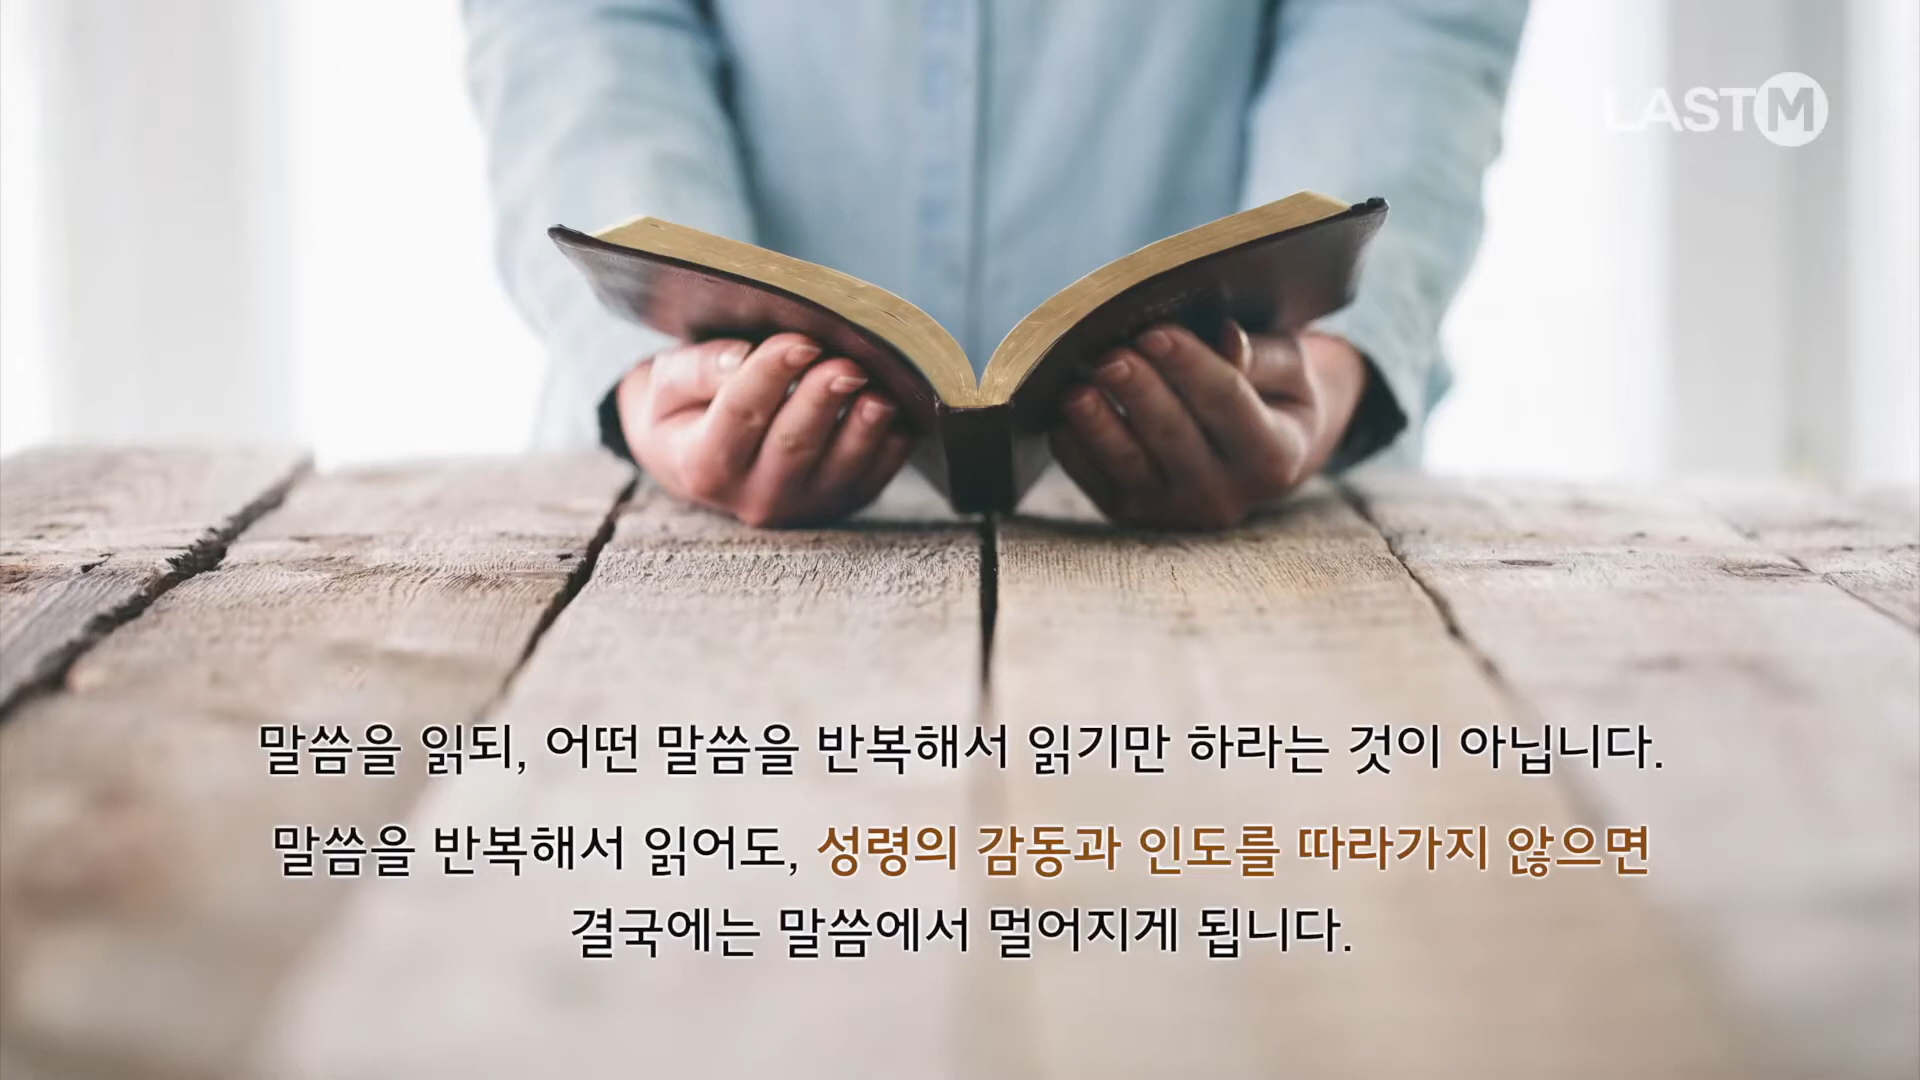 LASTM
말씀을 읽되, 어떤 말씀을 반복해서 읽기만 하라는 것이 아닙니다.
말씀을 반복해서 읽어도, 성령의 감동과 인도를 따라가지 않으면
결국에는 말씀에서 멀어지게 됩니다.